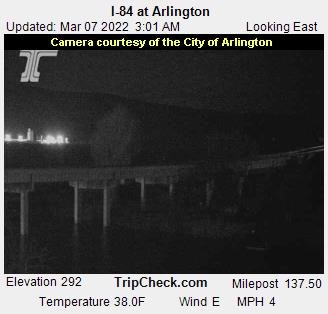 I-84 at Arlington
Updated: Mar 07 2022 3:01 AM Looking East
Camera courtesy of the City of Arlington
Elevation 292 TripCheck.com Milepost 137.50
Temperature 38.0F Wind E MPH 4